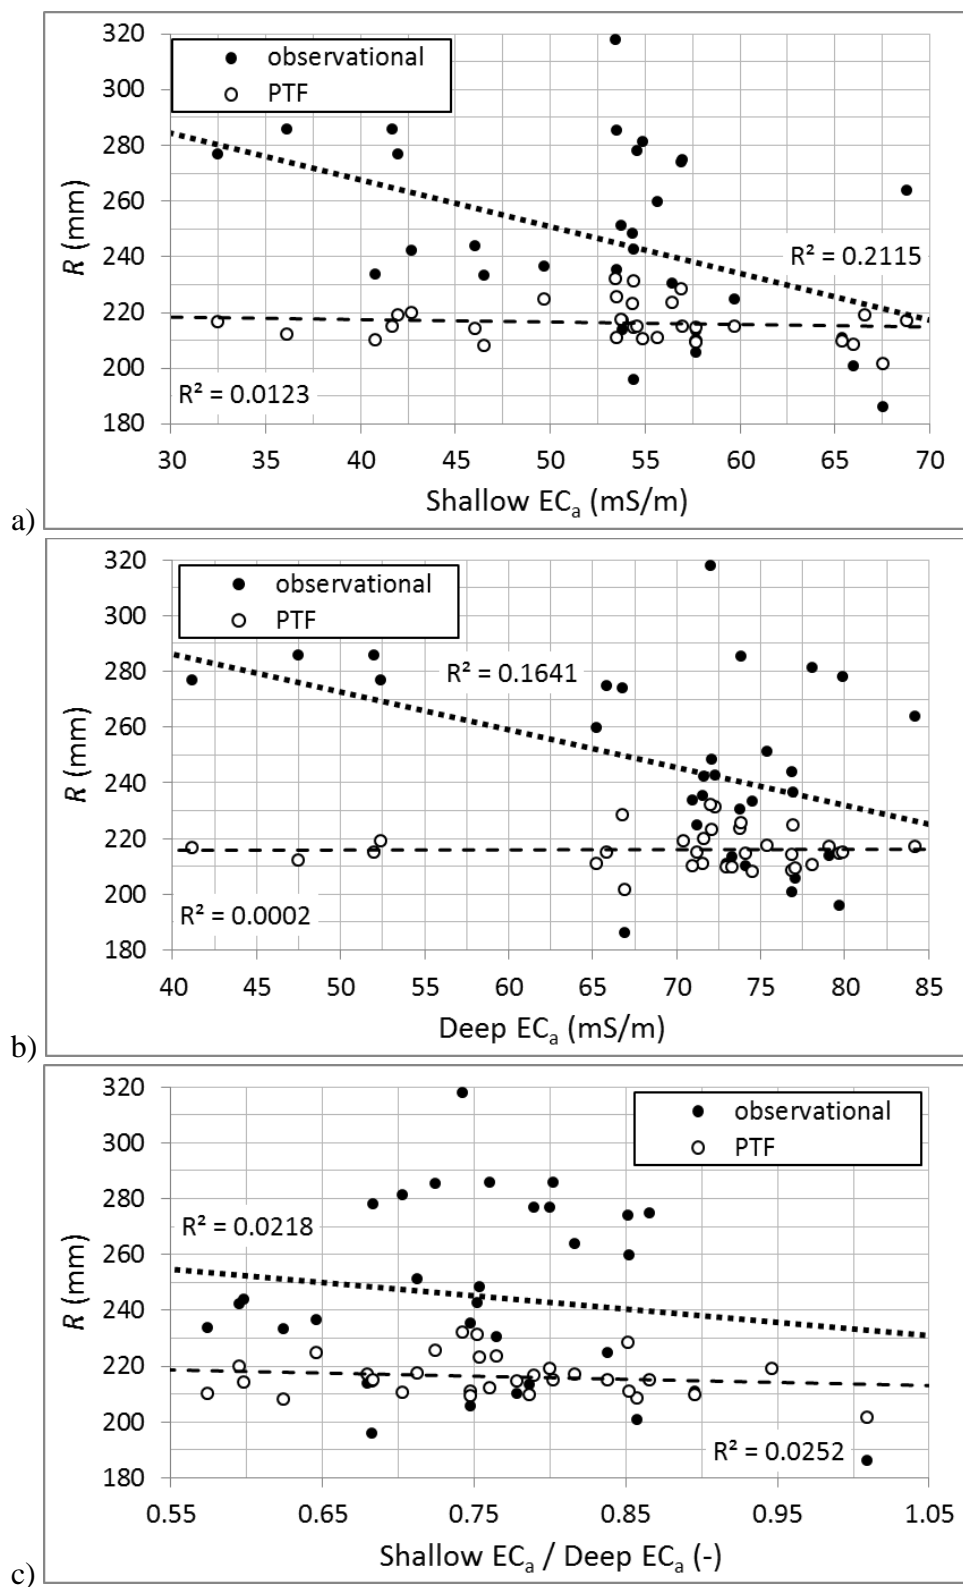 320
300
280
260
240
220
200
180
R (mm)
observational
PTF
R² = 0.2115
R² = 0.0123
30 35 40 45 50 55 60 65 70
Shallow ECₐ (mS/m)
a)
320
300
280
260
240
220
200
180
R (mm)
observational
PTF
R² = 0.1641
R² = 0.0002
40 45 50 55 60 65 70 75 80 85
Deep ECₐ (mS/m)
b)
320
300
280
260
240
220
200
180
R (mm)
observational
PTF
R² = 0.0218
R² = 0.0252
0.55 0.65 0.75 0.85 0.95 1.05
Shallow ECₐ / Deep ECₐ (-)
c)